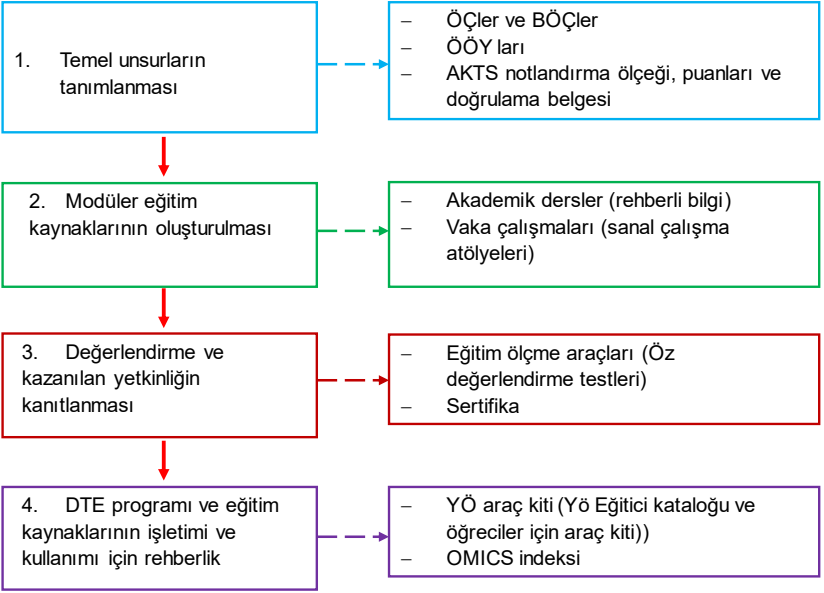 1. Temel unsurların
tanımlanması
– ÖÇler ve BÖÇler
– ÖÖY ları
– AKTS notlandırma ölçeği, puanları ve
doğrulama belgesi
2. Modüler eğitim
kaynaklarının oluşturulması
– Akademik dersler (rehberli bilgi)
– Vaka çalışmaları (sanal çalışma
atölyeleri)
3. Değerlendirme ve
kazanılan yetkinliğin
kanıtlanması
– Eğitim ölçme araçları (Öz
değerlendirme testleri)
– Sertifika
4. DTE programı ve eğitim
kaynaklarının işletimi ve
kullanımı için rehberlik
– YÖ araç kiti (Yö Eğitici kataloğu ve
öğreciler için araç kiti))
– OMICS indeksi